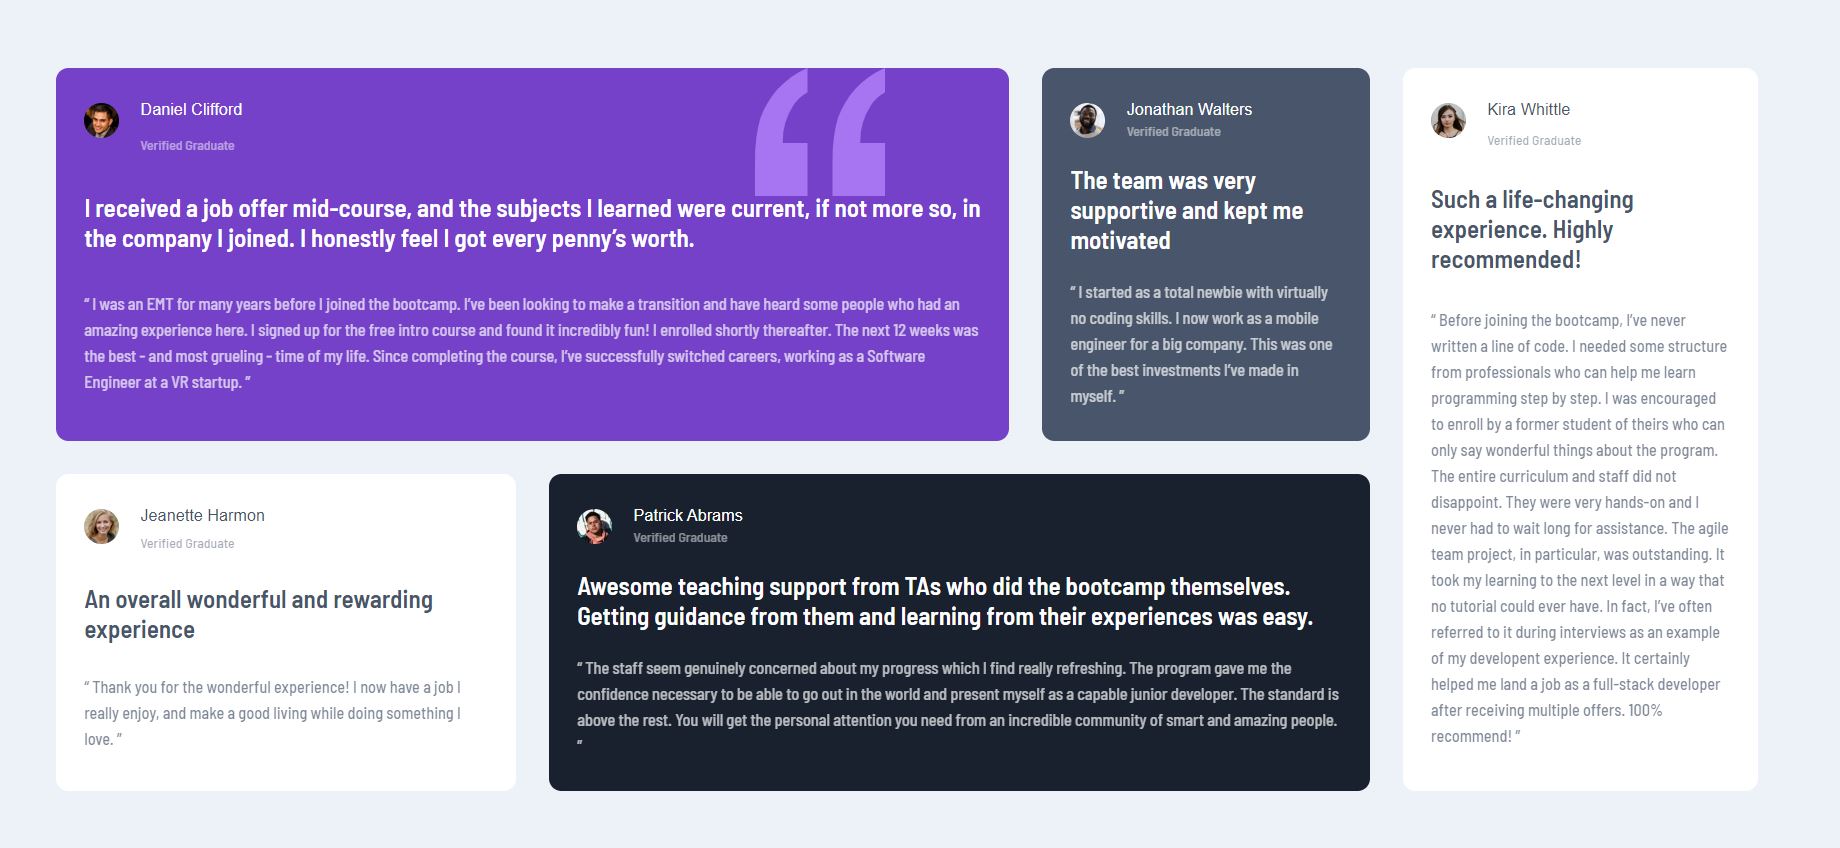 Daniel Clifford
Verified Graduate
I received a job offer mid-course, and the subjects I learned were current, if not more so, in
the company I joined. I honestly feel I got every penny’s worth.
“ I was an EMT for many years before I joined the bootcamp. I’ve been looking to make a transition and have heard some people who had an
amazing experience here. I signed up for the free intro course and found it incredibly fun! I enrolled shortly thereafter. The next 12 weeks was
the best - and most grueling - time of my life. Since completing the course, I’ve successfully switched careers, working as a Software
Engineer at a VR startup. ”
Jonathan Walters
Verified Graduate
The team was very
supportive and kept me
motivated
“ I started as a total newbie with virtually
no coding skills. I now work as a mobile
engineer for a big company. This was one
of the best investments I’ve made in
myself. ”
Kira Whittle
Verified Graduate
Such a life-changing
experience. Highly
recommended!
“ Before joining the bootcamp, I’ve never
written a line of code. I needed some structure
from professionals who can help me learn
programming step by step. I was encouraged
to enroll by a former student of theirs who can
only say wonderful things about the program.
The entire curriculum and staff did not
disappoint. They were very hands-on and I
never had to wait long for assistance. The agile
team project, in particular, was outstanding. It
took my learning to the next level in a way that
no tutorial could ever have. In fact, I’ve often
referred to it during interviews as an example
of my developent experience. It certainly
helped me land a job as a full-stack developer
after receiving multiple offers. 100%
recommend! ”
Jeanette Harmon
Verified Graduate
An overall wonderful and rewarding
experience
“ Thank you for the wonderful experience! I now have a job I
really enjoy, and make a good living while doing something I
love. ”
Patrick Abrams
Verified Graduate
Awesome teaching support from TAs who did the bootcamp themselves.
Getting guidance from them and learning from their experiences was easy.
“ The staff seem genuinely concerned about my progress which I find really refreshing. The program gave me the
confidence necessary to be able to go out in the world and present myself as a capable junior developer. The standard is
above the rest. You will get the personal attention you need from an incredible community of smart and amazing people.
”